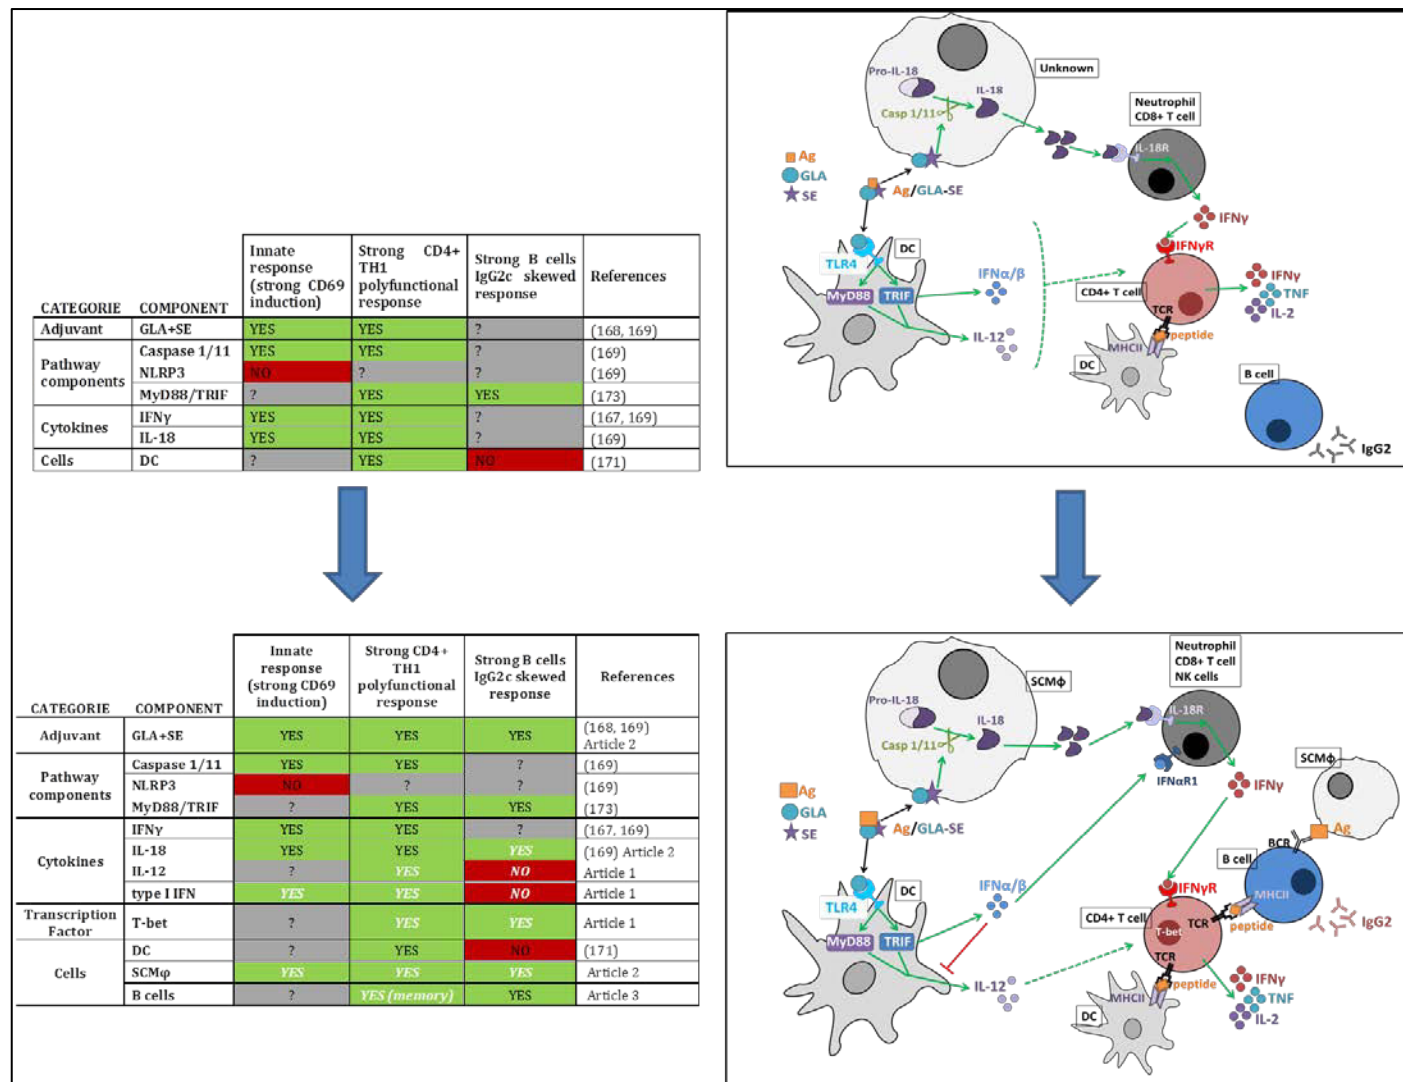 Innate response (strong CD69 induction)
Strong CD4+ TH1 polyfunctional response
Strong B cells IgG2c skewed response
References
CATEGORIE COMPONENT
Adjuvant GLA+SE YES YES ? (168, 169)
Pathway components
Caspase 1/11 YES YES ? (169)
NLRP3 NO ? ? (169)
MyD88/TRIF ? YES YES (173)
Cytokines
IFNγ YES YES ? (167, 169)
IL-18 YES YES ? (169)
Cells DC ? YES NO (171)
Pro-IL-18
IL-18
Casp 1/11
Unknown
Neutrophil
CD8+ T cell
IL-18R
Ag
GLA
SE
Ag/GLA-SE
IFNγ
IFNγR
DC
TLR4
MyD88
TRIF
IFNα/β
IL-12
CD4+ T cell
TCR
peptide
MHCII
DC
IFNγ
TNF
IL-2
B cell
IgG2
Innate response (strong CD69 induction)
Strong CD4+ TH1 polyfunctional response
Strong B cells IgG2c skewed response
References
CATEGORIE COMPONENT
Adjuvant GLA+SE YES YES YES (168, 169) Article 2
Pathway components
Caspase 1/11 YES YES ? (169)
NLRP3 NO ? ? (169)
MyD88/TRIF ? YES YES (173)
Cytokines
IFNγ YES YES ? (167, 169)
IL-18 YES YES YES (169) Article 2
IL-12 ? YES NO Article 1
type I IFN YES YES NO Article 1
Transcription Factor T-bet ? YES YES Article 1
Cells
DC ? YES NO (171)
SCMφ YES YES YES Article 2
B cells ? YES (memory) YES Article 3
Pro-IL-18
IL-18
Casp 1/11
SCMϕ
Neutrophil
CD8+ T cell
NK cells
IL-18R
IFNαR1
Ag
GLA
SE
Ag/GLA-SE
IFNγ
SCMϕ
Ag
BCR
B cell
MHCII
IFNγR
DC
TLR4
MyD88
TRIF
IFNα/β
IL-12
CD4+ T cell
T-bet
TCR
peptide
IgG2
TCR
peptide
MHCII
DC
IFNγ
TNF
IL-2